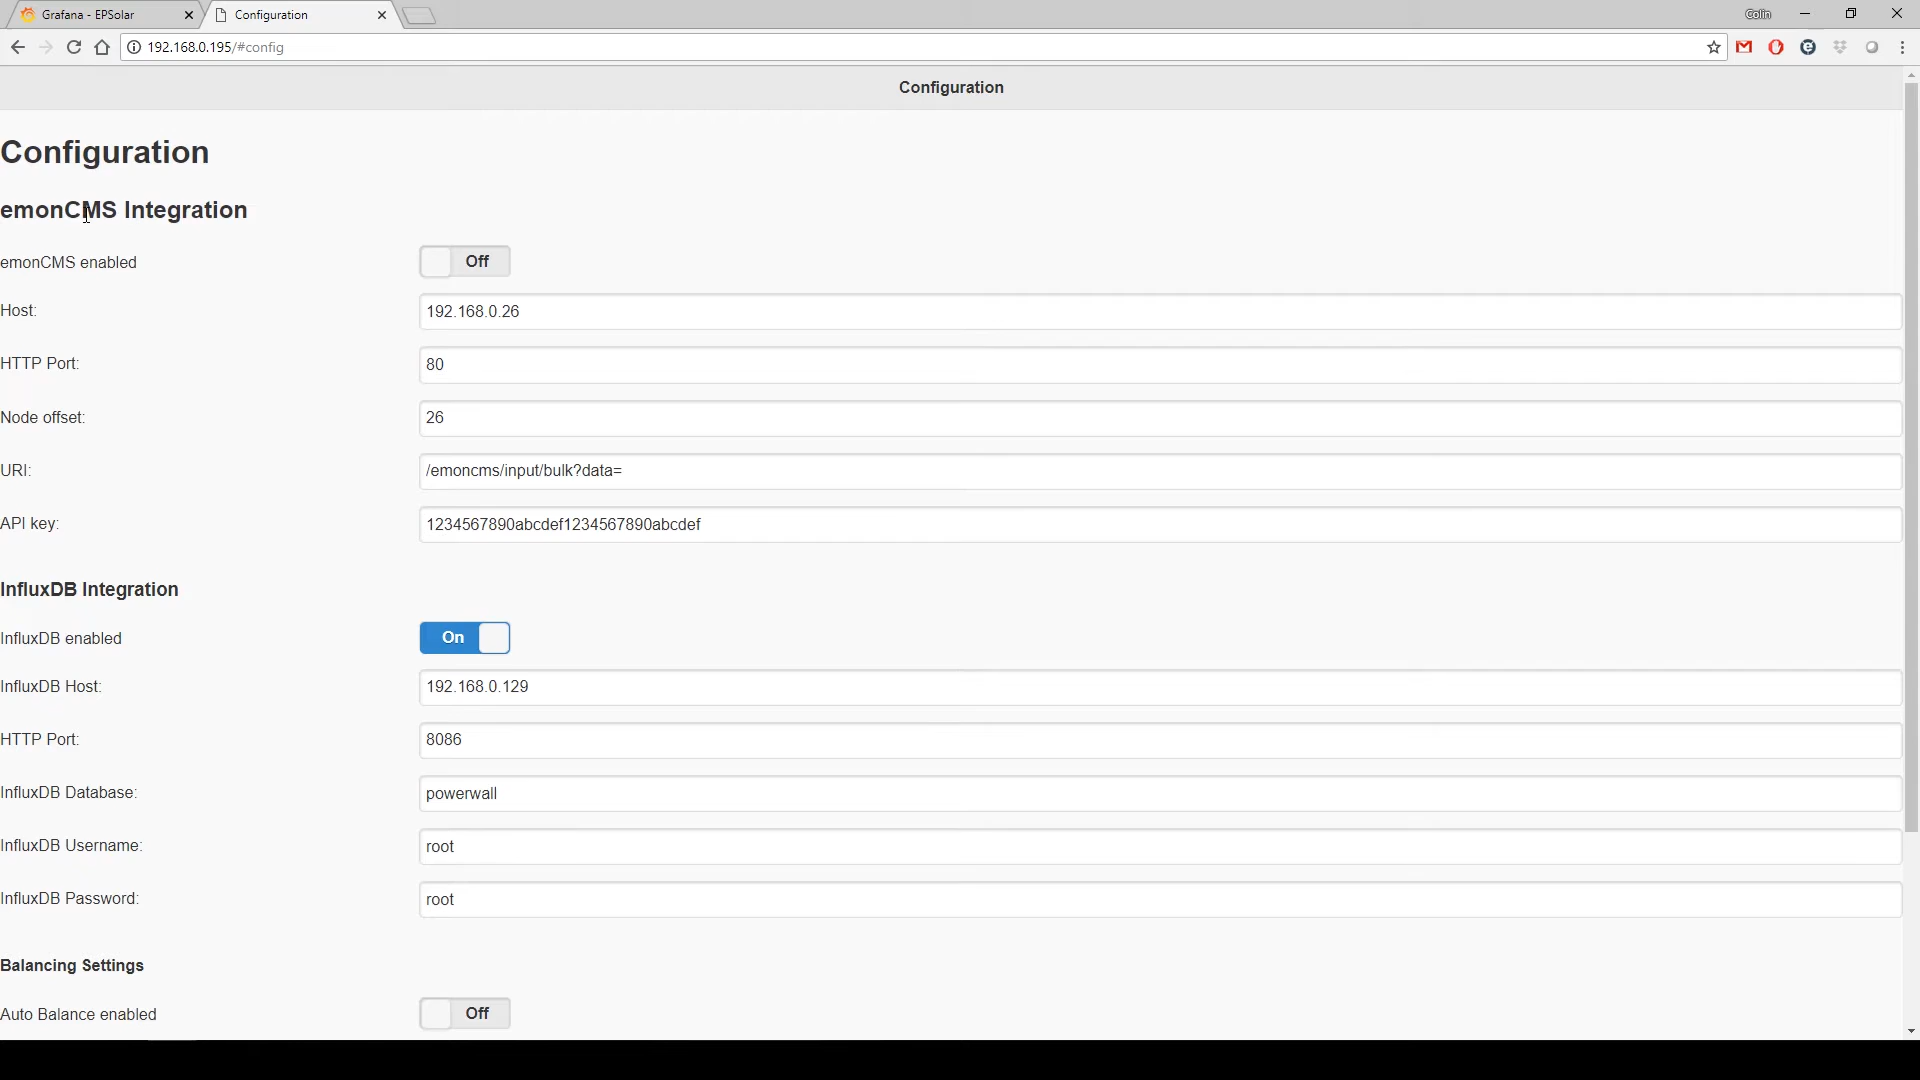 Grafana - EPSolar
Configuration
Colin
192.168.0.195/#config
Configuration
Configuration
emonCMS Integration
emonCMS enabled
Off
Host:
192.168.0.26
HTTP Port:
80
Node offset:
26
URI:
/emoncms/input/bulk?data=
API key:
1234567890abcdef1234567890abcdef
InfluxDB Integration
InfluxDB enabled
On
InfluxDB Host:
192.168.0.129
HTTP Port:
8086
InfluxDB Database:
powerwall
InfluxDB Username:
root
InfluxDB Password:
root
Balancing Settings
Auto Balance enabled
Off